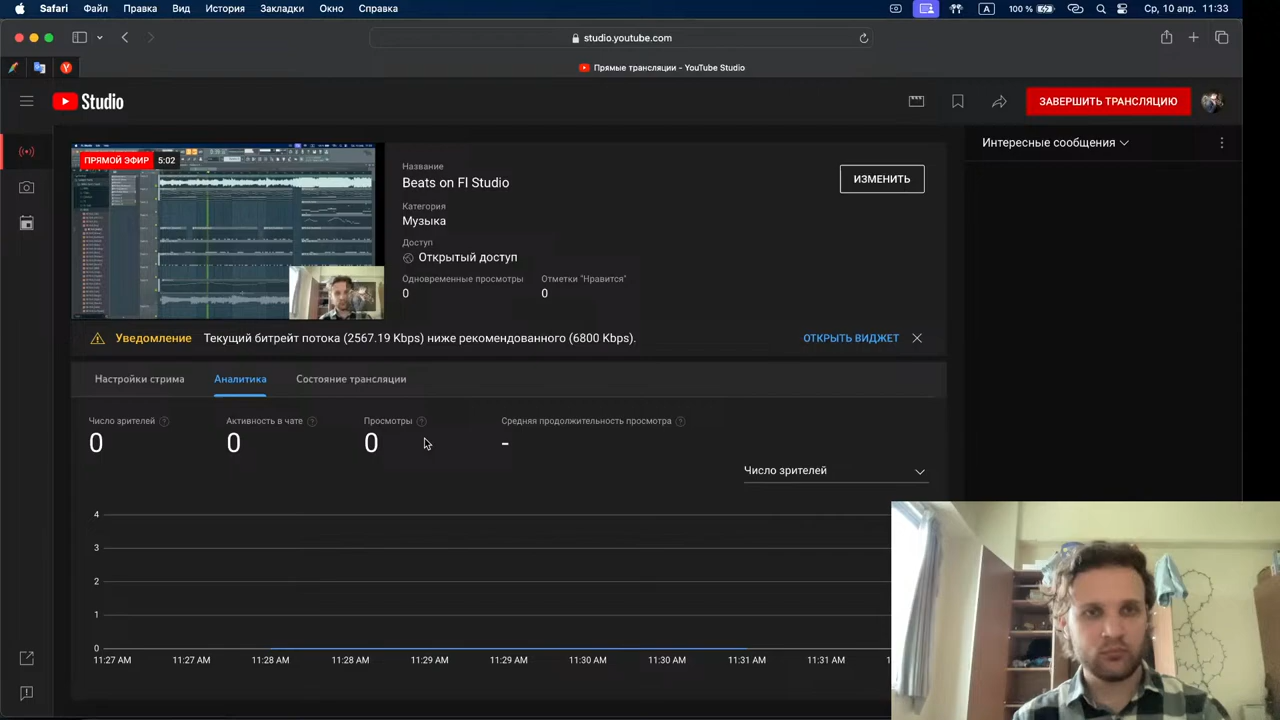 Safari Файл Правка Вид История Закладки Окно Справка A 100 % Ср, 10 апр. 11:33
studio.youtube.com
Прямые трансляции - YouTube Studio
Studio
ЗАВЕРШИТЬ ТРАНСЛЯЦИЮ
ПРЯМОЙ ЭФИР 5:02
Название
Beats on Fl Studio
Категория
Музыка
Доступ
Открытый доступ
Одновременные просмотры Отметки "Нравится"
0 0
ИЗМЕНИТЬ
Интересные сообщения
Уведомление Текущий битрейт потока (2567.19 Kbps) ниже рекомендованного (6800 Kbps). ОТКРЫТЬ ВИДЖЕТ
Настройки стрима Аналитика Состояние трансляции
Число зрителей Активность в чате Просмотры Средняя продолжительность просмотра
0 0 0 -
Число зрителей
4
3
2
1
0
11:27 AM 11:27 AM 11:28 AM 11:28 AM 11:29 AM 11:29 AM 11:30 AM 11:30 AM 11:31 AM 11:31 AM